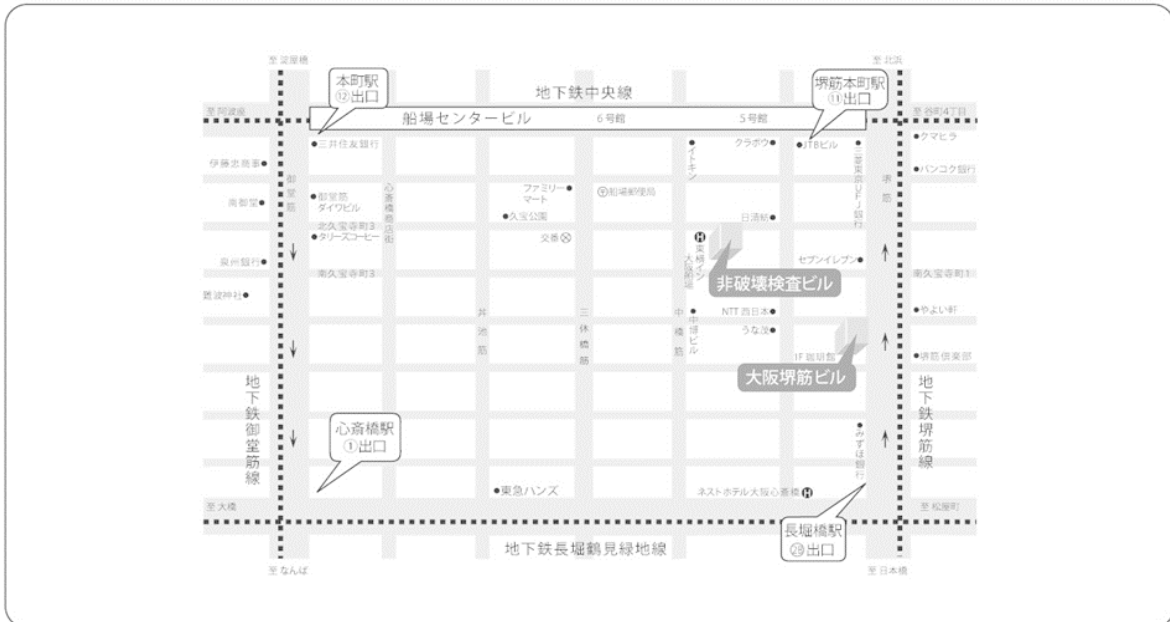 至 淀屋橋
至 北浜
本町駅
⑫出口
堺筋本町駅
⑪出口
地下鉄中央線
至 阿波座
船場センタービル
6号館
5号館
至 谷町4丁目
●三井住友銀行
●イトキン
クラボウ●
●JTBビル
●三菱東京UFJ銀行
●クマヒラ
伊藤忠商事●
●バンコク銀行
御堂筋
心斎橋商店街
堺筋
南御堂●
●御堂筋
ダイワビル
ファミリー●
マート
船場郵便局
●久宝公園
日清紡●
北久宝寺町3
●タリーズコーヒー
交番
東横イン
大阪船場
泉州銀行●
セブンイレブン●
南久宝寺町3
南久宝寺町1
非破壊検査ビル
難波神社●
丼池筋
三休橋筋
中橋筋
●中博ビル
NTT 西日本●
●やよい軒
うな茂●
1F 珈琲館
●堺筋倶楽部
大阪堺筋ビル
地下鉄御堂筋線
地下鉄堺筋線
心斎橋駅
①出口
●みずほ銀行
●東急ハンズ
ネストホテル大阪心斎橋
至 大橋
至 松屋町
長堀橋駅
出口
地下鉄長堀鶴見緑地線
至 なんば
至 日本橋